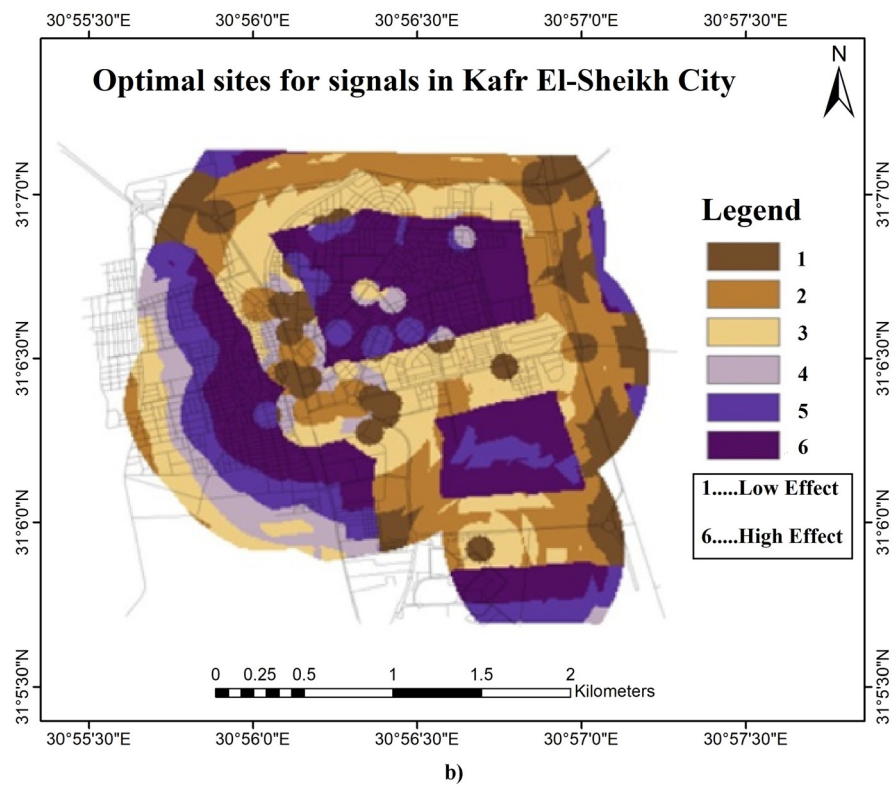 30°55'30"E 30°56'0"E 30°56'30"E 30°57'0"E 30°57'30"E
N
Optimal sites for signals in Kafr El-Sheikh City
31°7'0"N 31°7'0"N
Legend
1
2
3
31°6'30"N 31°6'30"N
4
5
6
1.....Low Effect
31°6'0"N 31°6'0"N
6.....High Effect
0 0.25 0.5 1 1.5 2
Kilometers
31°5'30"N 31°5'30"N
30°55'30"E 30°56'0"E 30°56'30"E 30°57'0"E 30°57'30"E
b)